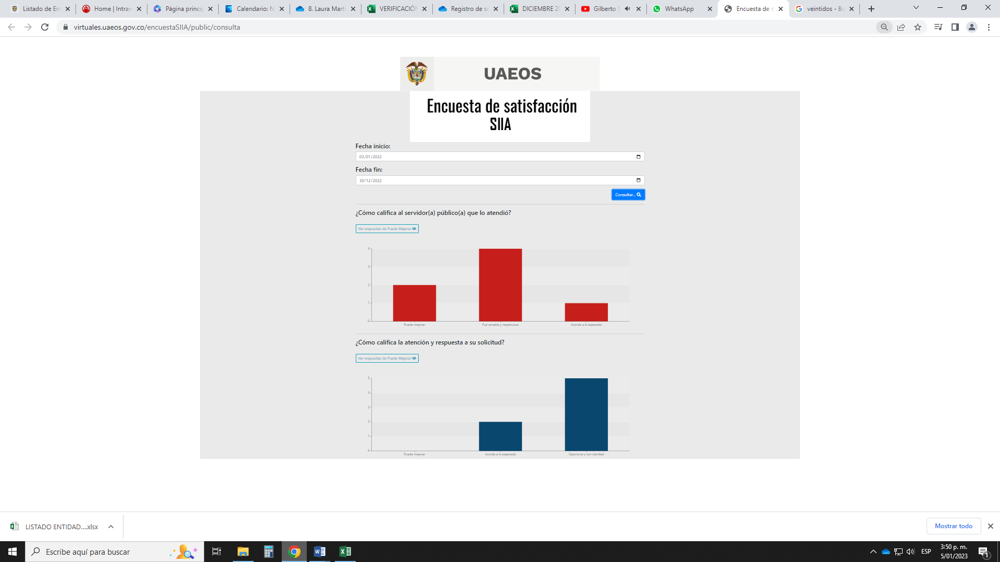 Listado de En
Home | Intran
Página princip
Calendario: N
8. Laura Marti
VERIFICACIÓN
Registro de so
DICIEMBRE 20
Gilberto S
WhatsApp
Encuesta de s
veintidos - Bu
virtuales.uaeos.gov.co/encuestaSIIA/public/consulta
UAEOS
Encuesta de satisfacción
SIIA
Fecha inicio:
03/01/2022
Fecha fin:
30/12/2022
Consultar...
¿Cómo califica al servidor(a) público(a) que lo atendió?
Ver respuestas de Puede Mejorar
4
3
2
1
0
Puede mejorar
Fue amable y respetuoso
Acorde a lo esperado
¿Cómo califica la atención y respuesta a su solicitud?
Ver respuestas de Puede Mejorar
5
4
3
2
1
0
Puede mejorar
Acorde a lo esperado
Oportuna y con claridad
LISTADO ENTIDAD....xlsx
Mostrar todo
Escribe aquí para buscar
ESP
3:50 p. m.
5/01/2023
1